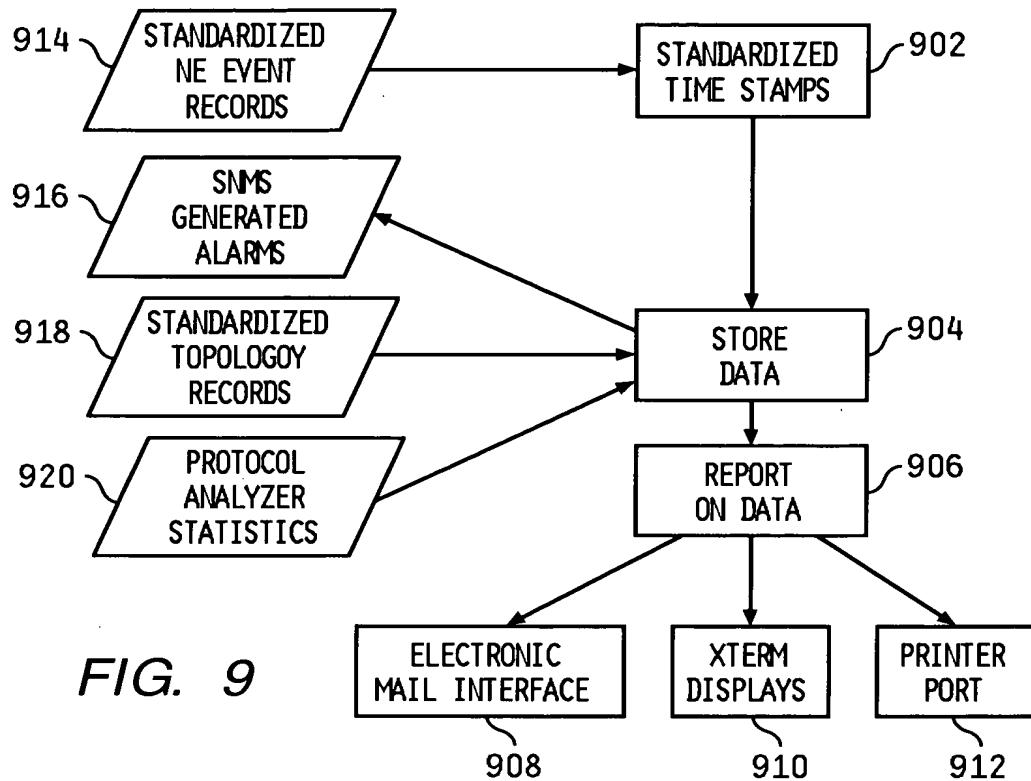 914
STANDARDIZED
NE EVENT
RECORDS
STANDARDIZED
TIME STAMPS
902
916
SNMS
GENERATED
ALARMS
918
STANDARDIZED
TOPOLOGOY
RECORDS
STORE
DATA
904
920
PROTOCOL
ANALYZER
STATISTICS
REPORT
ON DATA
906
ELECTRONIC
MAIL INTERFACE
XTERM
DISPLAYS
PRINTER
PORT
908
910
912
FIG. 9